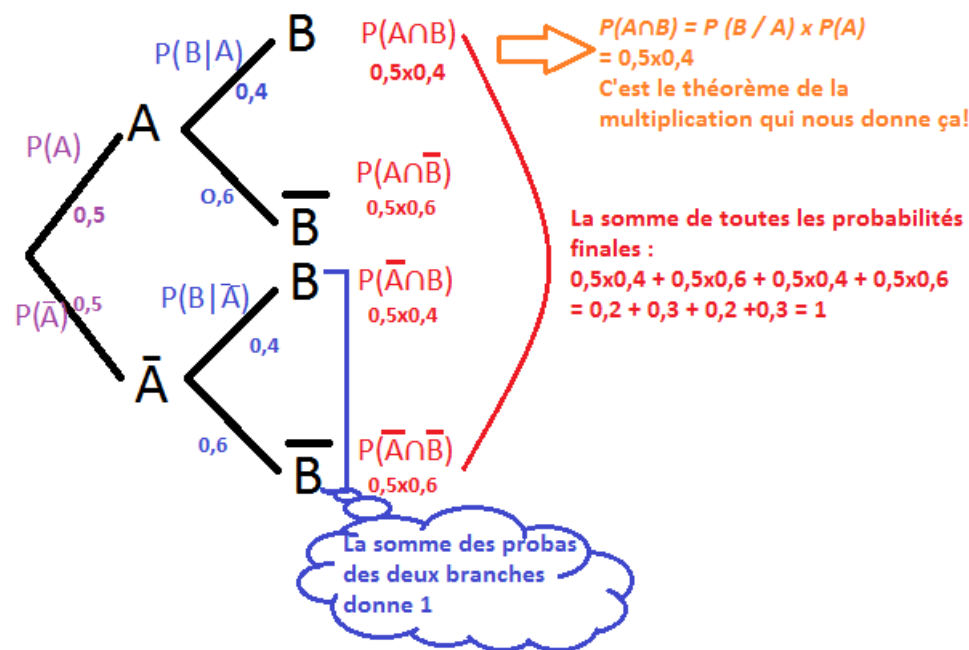 B
P(A∩B)
P(A∩B) = P (B / A) x P(A)
P(B|A)
0,4
0,5x0,4
= 0,5x0,4
C'est le théorème de la
multiplication qui nous donne ça!
A
P(A)
0,5
O,6
P(A∩B̅)
0,5x0,6
B̅
La somme de toutes les probabilités
finales :
0,5x0,4 + 0,5x0,6 + 0,5x0,4 + 0,5x0,6
= 0,2 + 0,3 + 0,2 +0,3 = 1
P(A̅)
0,5
P(B|A̅)
B
P(A̅∩B)
0,5x0,4
0,4
A̅
0,6
B̅
P(A̅∩B̅)
0,5x0,6
La somme des probas
des deux branches
donne 1